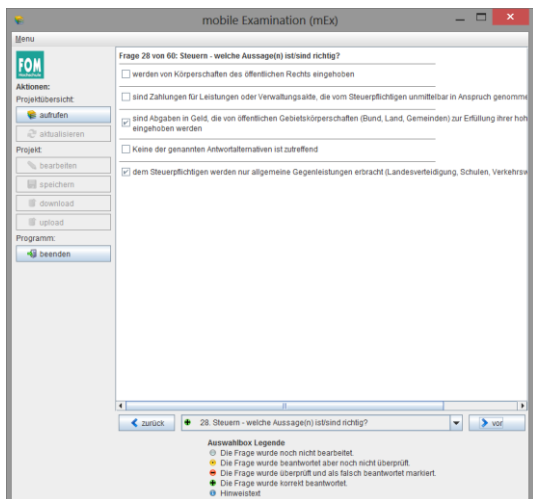 mobile Examination (mEx)
Menu
FOM
Hochschule
Aktionen:
Projektübersicht:
aufrufen
aktualisieren
Projekt:
bearbeiten
speichern
download
upload
Programm:
beenden
Frage 28 von 60: Steuern - welche Aussage(n) ist/sind richtig?
werden von Körperschaften des öffentlichen Rechts eingehoben
sind Zahlungen für Leistungen oder Verwaltungsakte, die vom Steuerpflichtigen unmittelbar in Anspruch genomme
sind Abgaben in Geld, die von öffentlichen Gebietskörperschaften (Bund, Land, Gemeinden) zur Erfüllung ihrer hoh
eingehoben werden
Keine der genannten Antwortalternativen ist zutreffend
dem Steuerpflichtigen werden nur allgemeine Gegenleistungen erbracht (Landesverteidigung, Schulen, Verkehrsw
zurück
28. Steuern - welche Aussage(n) ist/sind richtig?
vor
Auswahlbox Legende
Die Frage wurde noch nicht bearbeitet.
Die Frage wurde beantwortet aber noch nicht überprüft.
Die Frage wurde überprüft und als falsch beantwortet markiert.
Die Frage wurde korrekt beantwortet.
Hinweistext